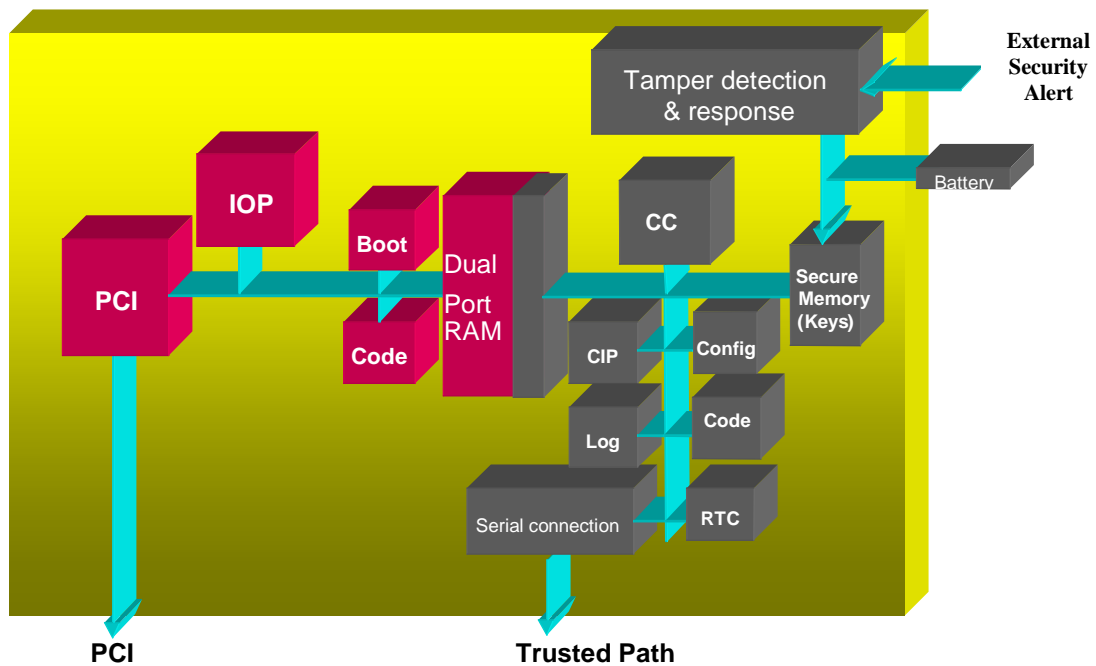 External
Security
Alert
Tamper detection
& response
Battery
IOP
CC
Boot
Dual
Port
RAM
Secure
Memory
(Keys)
PCI
Code
CIP
Config
Log
Code
Serial connection
RTC
PCI
Trusted Path